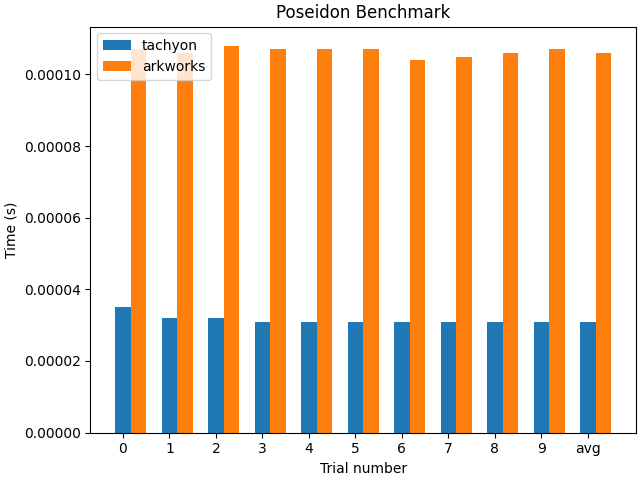 Poseidon Benchmark
tachyon
arkworks
0.00010
0.00008
0.00006
0.00004
0.00002
0.00000
Time (s)
0 1 2 3 4 5 6 7 8 9 avg
Trial number